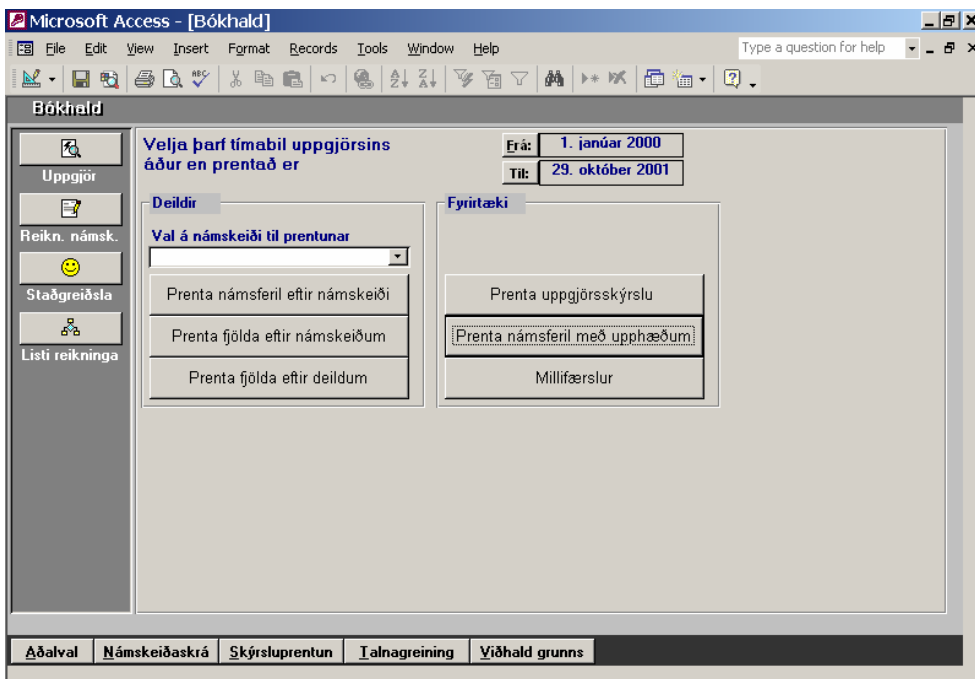 Microsoft Access - [Bókhald]
File Edit View Insert Format Records Tools Window Help Type a question for help
Bókhald
Uppgjör
Reikn. námsk.
Staðgreiðsla
Listi reikninga
Velja þarf tímabil uppgjörsins
áður en prentað er
Frá: 1. janúar 2000
Til: 29. október 2001
Deildir
Val á námskeiði til prentunar
Prenta námsferil eftir námskeiði
Prenta fjölda eftir námskeiðum
Prenta fjölda eftir deildum
Fyrirtæki
Prenta uppgjörsskýrslu
Prenta námsferil með upphæðum
Millifærslur
Aðalval Námskeiðaskrá Skýrsluprentun Talnagreining Viðhald grunns